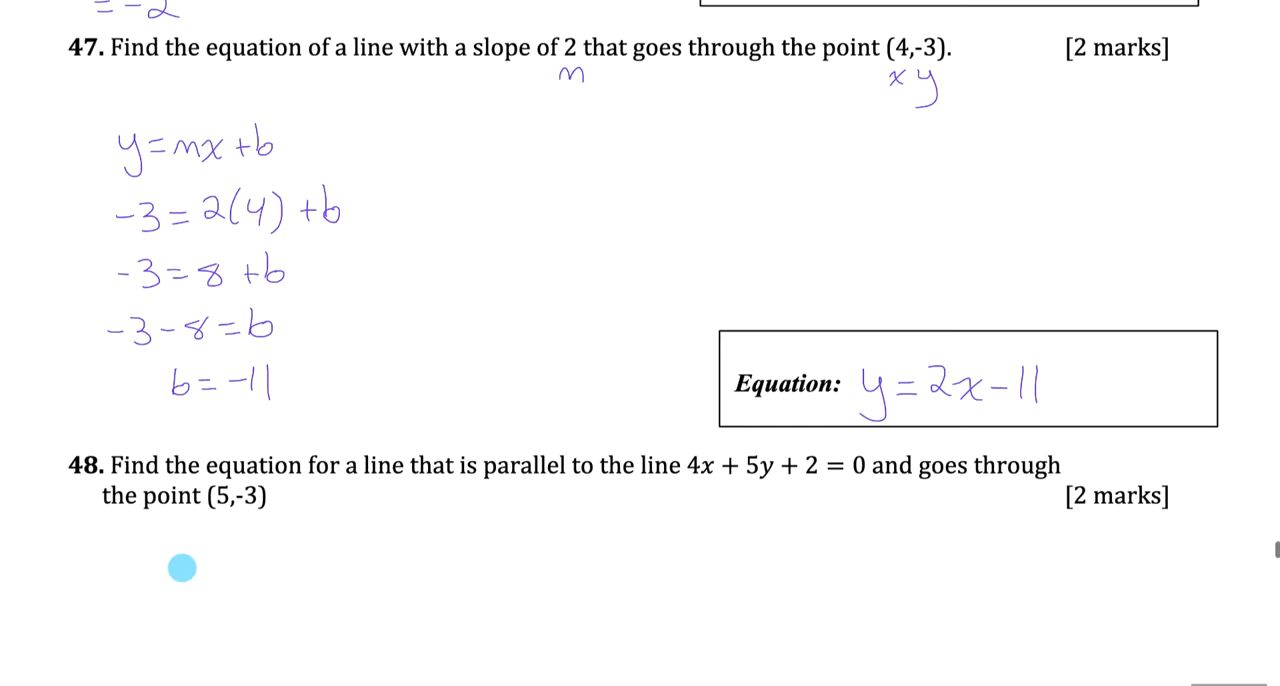 = -2
47. Find the equation of a line with a slope of 2 that goes through the point (4,-3). [2 marks]
m x y
y=mx+b
-3=2(4)+b
-3=8+b
-3-8=b
b=-11
Equation: y=2x-11
48. Find the equation for a line that is parallel to the line 4x + 5y + 2 = 0 and goes through
the point (5,-3) [2 marks]